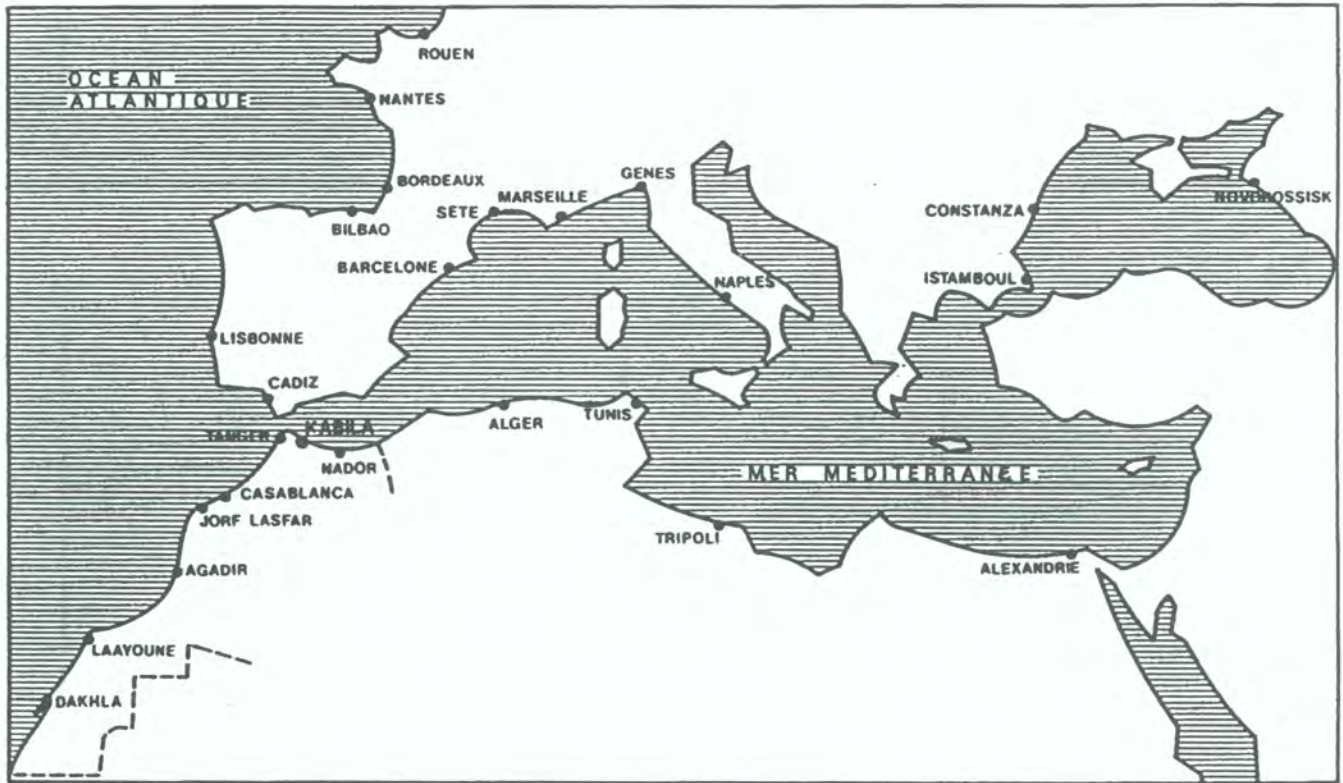 ROUEN
OCEAN
ATLANTIQUE
NANTES
BORDEAUX
GENES
MARSEILLE
SETE
BILBAO
BARCELONE
NAPLES
CONSTANZA
NOVOROSSISK
ISTAMBOUL
LISBONNE
CADIZ
TANGER
KABILA
NADOR
ALGER
TUNIS
MER MEDITERRANEE
CASABLANCA
JORF LASFAR
TRIPOLI
ALEXANDRIE
AGADIR
LAAYOUNE
DAKHLA